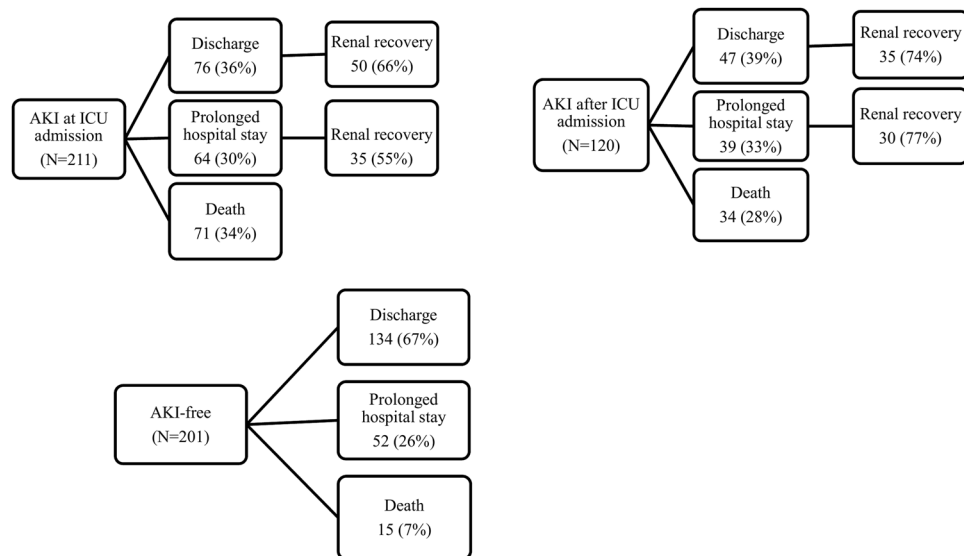 AKI at ICU
admission
(N=211)
Discharge
76 (36%)
Renal recovery
50 (66%)
Prolonged
hospital stay
64 (30%)
Renal recovery
35 (55%)
Death
71 (34%)
AKI after ICU
admission
(N=120)
Discharge
47 (39%)
Renal recovery
35 (74%)
Prolonged
hospital stay
39 (33%)
Renal recovery
30 (77%)
Death
34 (28%)
AKI-free
(N=201)
Discharge
134 (67%)
Prolonged
hospital stay
52 (26%)
Death
15 (7%)